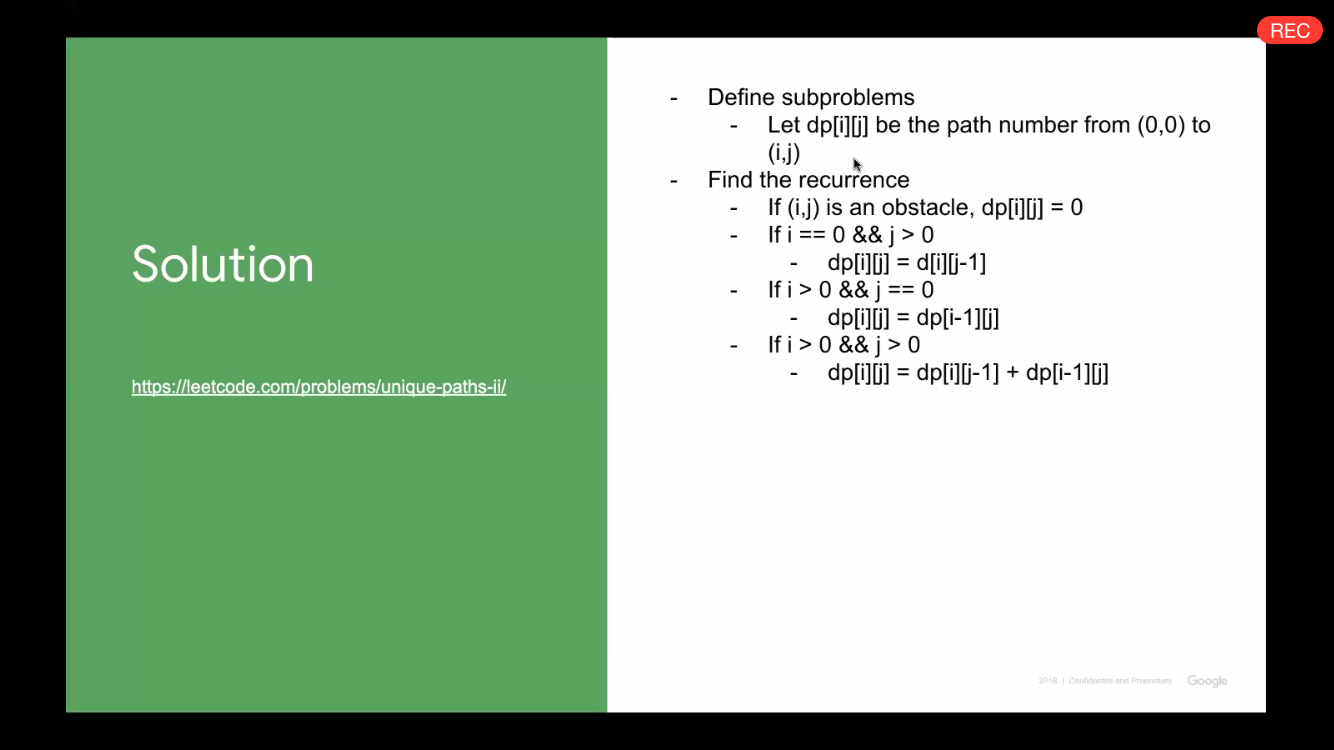 REC
Solution
https://leetcode.com/problems/unique-paths-ii/
- Define subproblems
- Let dp[i][j] be the path number from (0,0) to
(i,j)
- Find the recurrence
- If (i,j) is an obstacle, dp[i][j] = 0
- If i == 0 && j > 0
- dp[i][j] = d[i][j-1]
- If i > 0 && j == 0
- dp[i][j] = dp[i-1][j]
- If i > 0 && j > 0
- dp[i][j] = dp[i][j-1] + dp[i-1][j]
2018 | Confidential and Proprietary Google